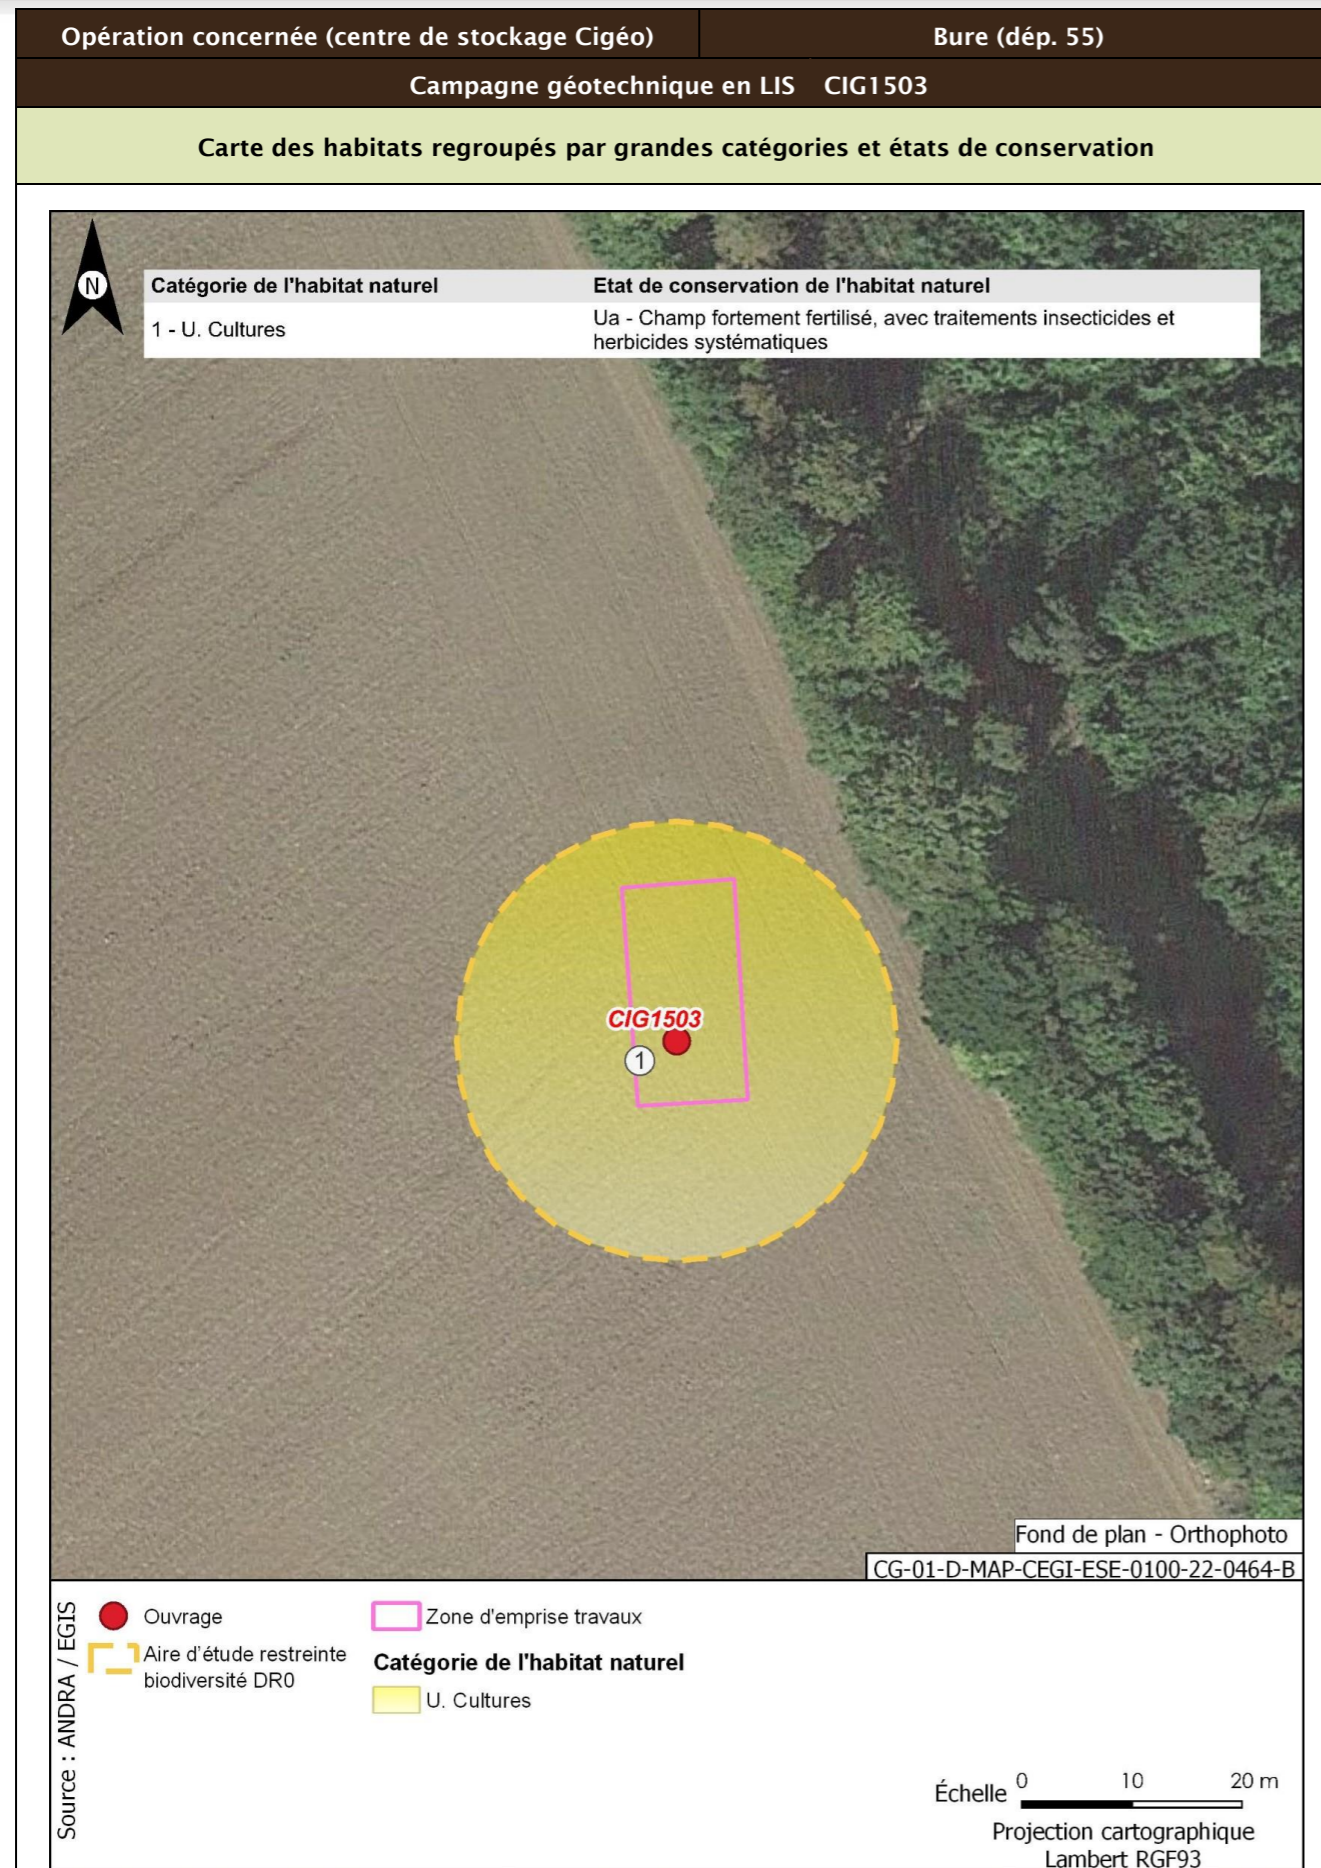 Opération concernée (centre de stockage Cigéo) Bure (dép. 55)
Campagne géotechnique en LIS CIG1503
Carte des habitats regroupés par grandes catégories et états de conservation
N
Catégorie de l'habitat naturel Etat de conservation de l'habitat naturel
1 - U. Cultures Ua - Champ fortement fertilisé, avec traitements insecticides et
herbicides systématiques
CIG1503
1
Fond de plan - Orthophoto
CG-01-D-MAP-CEGI-ESE-0100-22-0464-B
Source : ANDRA / EGIS
Ouvrage
Aire d'étude restreinte
biodiversité DR0
Zone d'emprise travaux
Catégorie de l'habitat naturel
U. Cultures
Échelle 0 10 20 m
Projection cartographique
Lambert RGF93